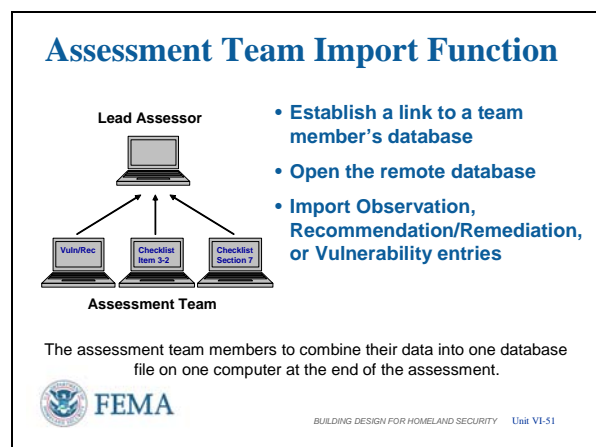 Assessment Team Import Function
Lead Assessor
Vuln/Rec
Checklist
Item 3-2
Checklist
Section 7
Assessment Team
• Establish a link to a team
member's database
• Open the remote database
• Import Observation,
Recommendation/Remediation,
or Vulnerability entries
The assessment team members to combine their data into one database
file on one computer at the end of the assessment.
FEMA
BUILDING DESIGN FOR HOMELAND SECURITY Unit VI-51